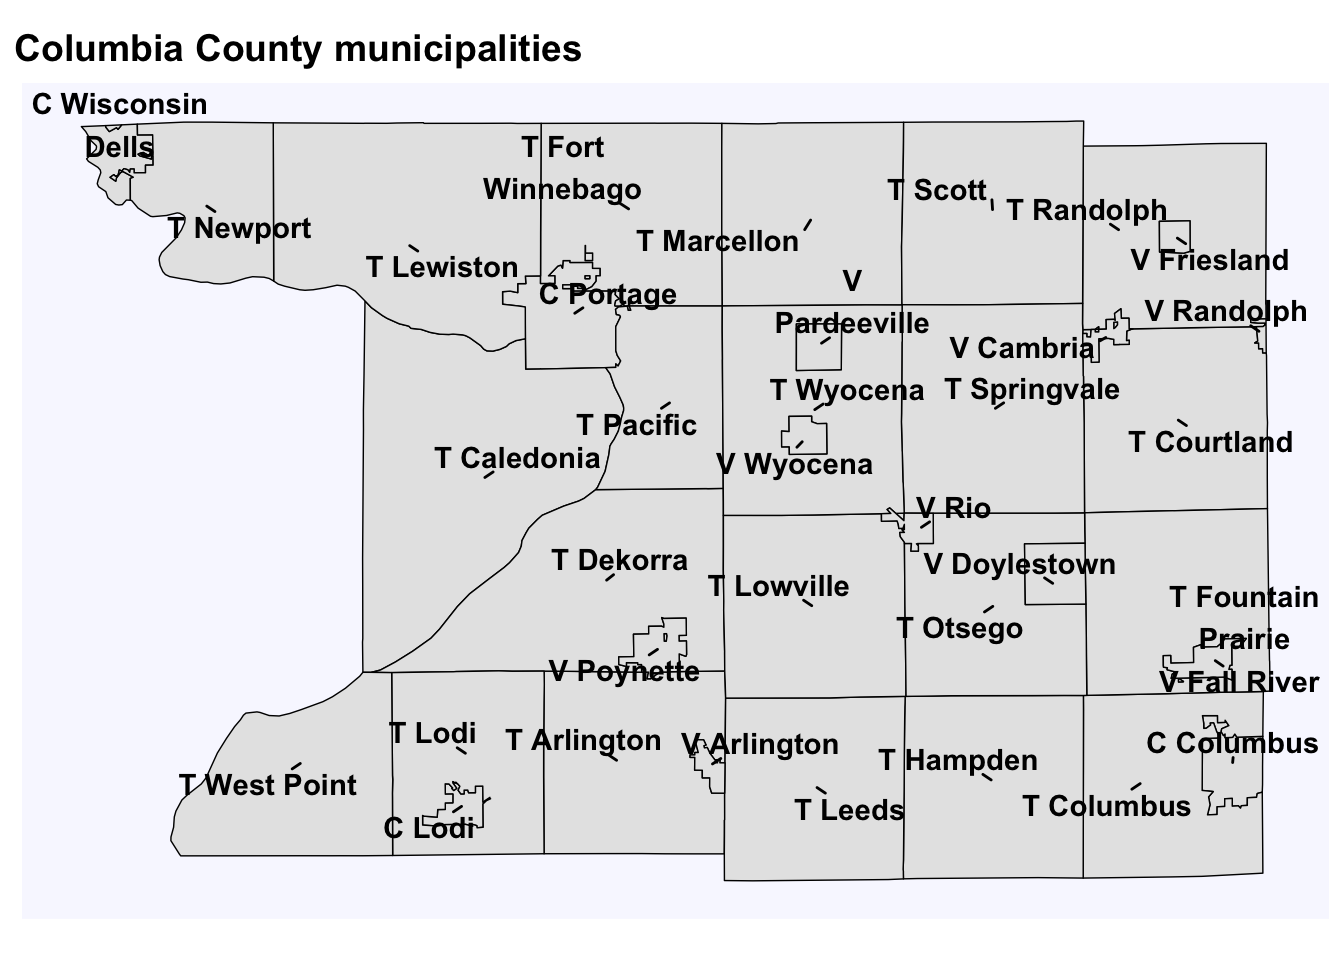 Columbia County municipalities
C Wisconsin
Dells
T Fort
Winnebago
T Scott
T Randolph
T Newport
T Marcellon
V Friesland
T Lewiston
V
Pardeeville
C Portage
V Randolph
V Cambria
T Wyocena
T Springvale
T Pacific
T Courtland
T Caledonia
V Wyocena
V Rio
T Dekorra
V Doylestown
T Lowville
T Fountain
Prairie
T Otsego
V Poynette
V Fall River
T Lodi
T Arlington
V Arlington
C Columbus
T Hampden
T West Point
T Leeds
T Columbus
C Lodi